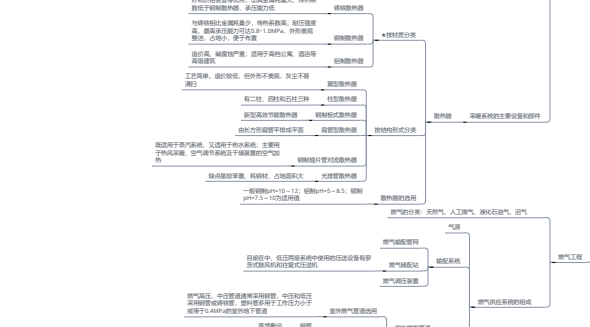 数低于钢制散热器、承压能力低
铸铁散热器
与铸铁相比金属耗量少，传热系数高；耐压强度
高，最高承压能力可达0.8~1.0MPa，外形美观
整洁，占地小，便于布置
钢制散热器
★按材质分类
造价高、碱腐蚀严重；适用于高档公寓、酒店等
高级建筑
铝制散热器
工艺简单，造价较低，但外形不美观，灰尘不易
清扫
翼型散热器
有二柱、四柱和五柱三种
柱型散热器
新型高效节能散热器
钢制板式散热器
散热器
采暖系统的主要设备和部件
由长方形扁管平排成平面
扁管型散热器
按结构形式分类
既适用于蒸汽系统，又适用于热水系统；主要用
于热风采暖、空气调节系统及干燥装置的空气加
热
钢制翅片管对流散热器
缺点是较笨重、耗钢材、占地面积大
光排管散热器
一般钢制pH=10~12；铝制pH=5~8.5；铜制
pH=7.5~10为适用值
散热器的选用
燃气的分类：天然气、人工煤气、液化石油气、沼气
气源
燃气输配管网
目前在中、低压两级系统中使用的压送设备有罗
茨式鼓风机和往复式压送机
燃气储配站
输配系统
燃气工程
燃气调压装置
燃气高压、中压管道通常采用钢管，中压和低压
采用钢管或铸铁管，塑料管多用于工作压力小于
或等于0.4MPa的室外地下管道
室外燃气管道选用
燃气供应系统的组成